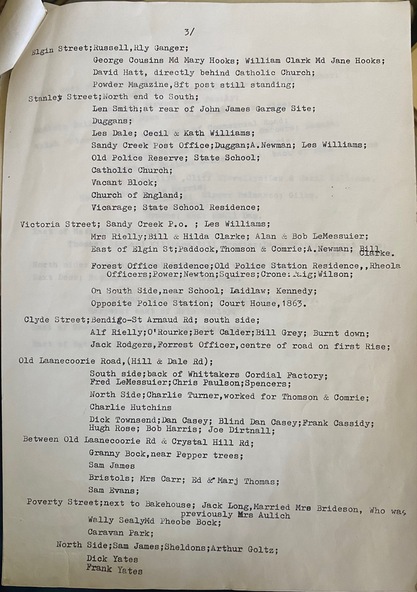 3/
Elgin Street;Russell,Rly Ganger;
George Cousins Md Mary Hooks; William Clark Md Jane Hooks;
David Hatt, directly behind Catholic Church;
Powder Magazine,8ft post still standing;
Stanley Street;North end to South;
Len Smith;at rear of John James Garage Site;
Duggans;
Les Dale; Cecil & Kath Williams;
Sandy Creek Post Office;Duggan;A.Newman; Les Williams;
Old Police Reserve; State School;
Catholic Church;
Vacant Block;
Church of England;
Vicarage; State School Residence;
Victoria Street; Sandy Creek P.o. ; Les Williams;
Mrs Rielly;Bill & Hilda Clarke; Alan & Bob LeMessuier;
East of Elgin St;Paddock,Thomson & Comrie;A.Newman; Bill
Clarke.
Forest Office Residence;Old Police Station Residence,,Rheola
Officers;Power;Newton;Squires;Crone;Wilson;
On South Side,near School; Laidlaw; Kennedy;
Opposite Police Station; Court House,1863.
Clyde Street;Bendigo-St Arnaud Rd; south side;
Alf Rielly;O'Rourke;Bert Calder;Bill Grey; Burnt down;
Jack Rodgers,Forrest Officer,centre of road on first Rise;
Old Laanecoorie Road,(Hill & Dale Rd);
South side;back of Whittakers Cordial Factory;
Fred LeMessuier;Chris Paulson;Spencers;
North Side;Charlie Turner,worked for Thomson & Comrie;
Charlie Hutchins
Dick Townsend;Dan Casey; Blind Dan Casey;Frank Cassidy;
Hugh Rose; Bob Harris; Joe Dirtnall;
Between Old Laanecoorie Rd & Crystal Hill Rd;
Granny Bock,near Pepper trees;
Sam James
Bristols; Mrs Carr; Ed & Marj Thomas;
Sam Evans;
Poverty Street;next to Bakehouse; Jack Long,Married Mrs Brideson, Who was
previously Mrs Aulich
Wally SealyMd Pheobe Bock;
Caravan Park;
North Side;Sam James;Sheldons;Arthur Goltz;
Dick Yates
Frank Yates